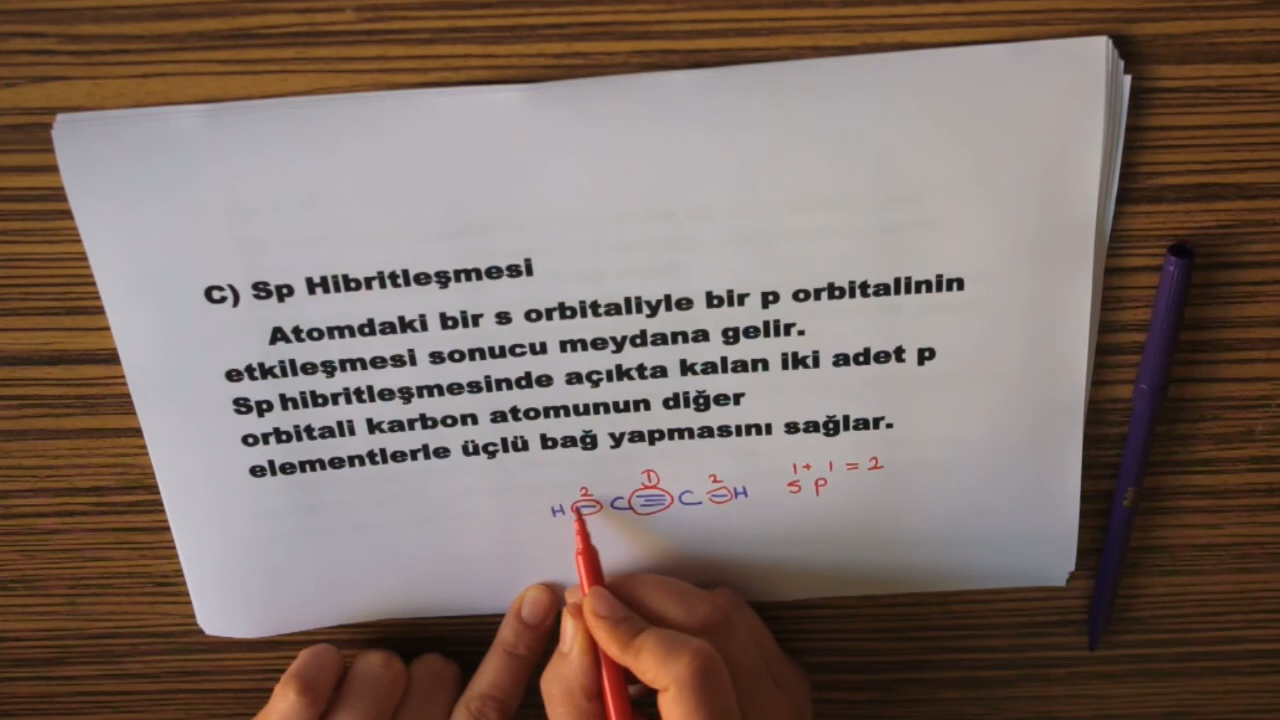 C) Sp Hibritleşmesi
Atomdaki bir s orbitaliyle bir p orbitalinin
etkileşmesi sonucu meydana gelir.
Sp hibritleşmesinde açıkta kalan iki adet p
orbitali karbon atomunun diğer
elementlerle üçlü bağ yapmasını sağlar.
2 1 2 1 + 1 = 2
H − C ≡ C − H s p